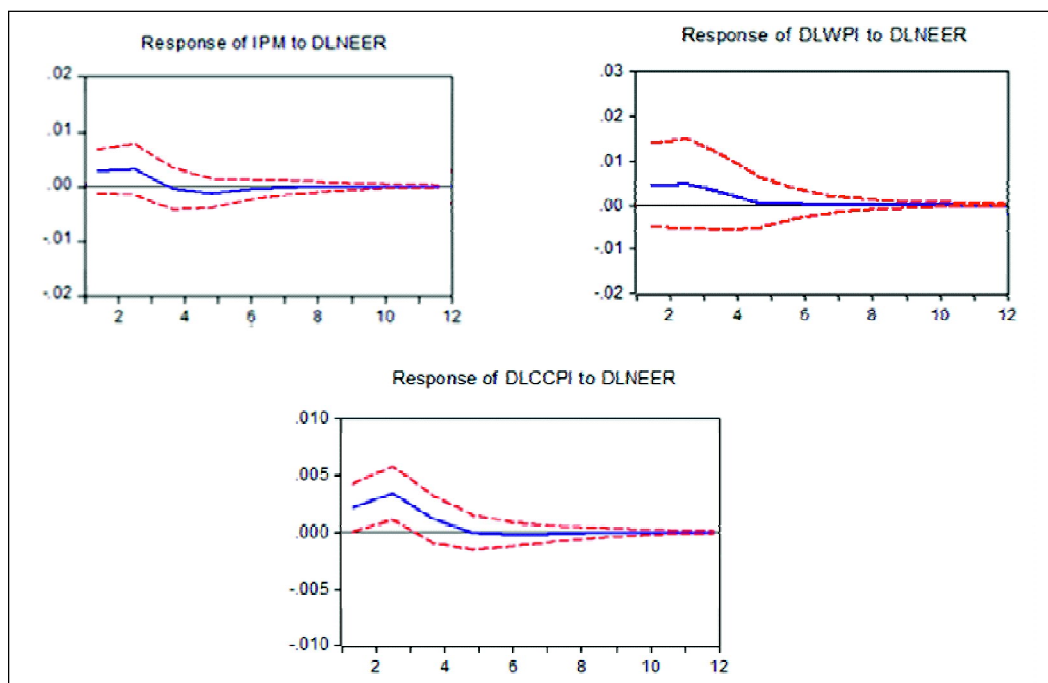 Response of IPM to DLNEER
.02
.01
.00
-.01
-.02
2 4 6 8 10 12
Response of DLWPI to DLNEER
.03
.02
.01
.00
-.01
-.02
2 4 6 8 10 12
Response of DLCCPI to DLNEER
.010
.005
.000
-.005
-.010
2 4 6 8 10 12